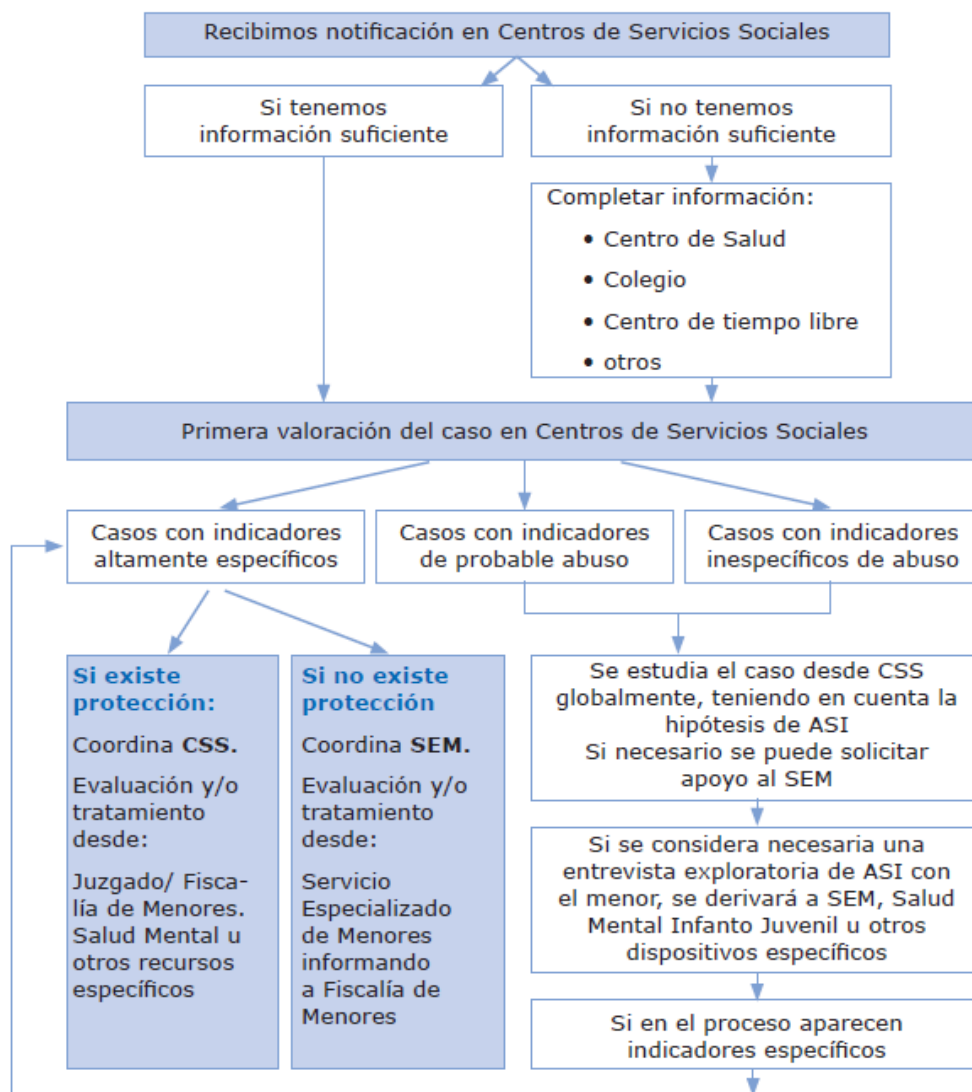 Recibimos notificación en Centros de Servicios Sociales
Si tenemos
información suficiente
Si no tenemos
información suficiente
Completar información:
• Centro de Salud
• Colegio
• Centro de tiempo libre
• otros
Primera valoración del caso en Centros de Servicios Sociales
Casos con indicadores
altamente específicos
Casos con indicadores
de probable abuso
Casos con indicadores
inespecíficos de abuso
Si existe
protección:
Coordina CSS.
Evaluación y/o
tratamiento
desde:
Juzgado/ Fisca-
lía de Menores.
Salud Mental u
otros recursos
específicos
Si no existe
protección
Coordina SEM.
Evaluación y/o
tratamiento
desde:
Servicio
Especializado
de Menores
informando
a Fiscalía de
Menores
Se estudia el caso desde CSS
globalmente, teniendo en cuenta la
hipótesis de ASI
Si necesario se puede solicitar
apoyo al SEM
Si se considera necesaria una
entrevista exploratoria de ASI con
el menor, se derivará a SEM, Salud
Mental Infanto Juvenil u otros
dispositivos específicos
Si en el proceso aparecen
indicadores específicos